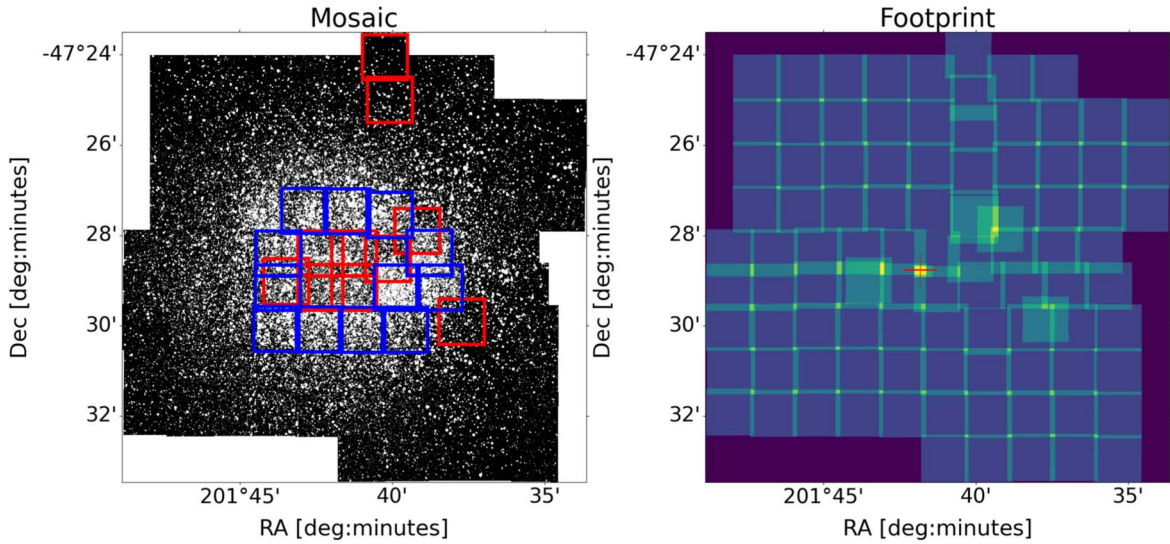 Mosaic
-47°24'
26'
28'
30'
32'
Dec [deg:minutes]
201°45'
40'
35'
RA [deg:minutes]
Footprint
-47°24'
26'
28'
30'
32'
Dec [deg:minutes]
201°45'
40'
35'
RA [deg:minutes]